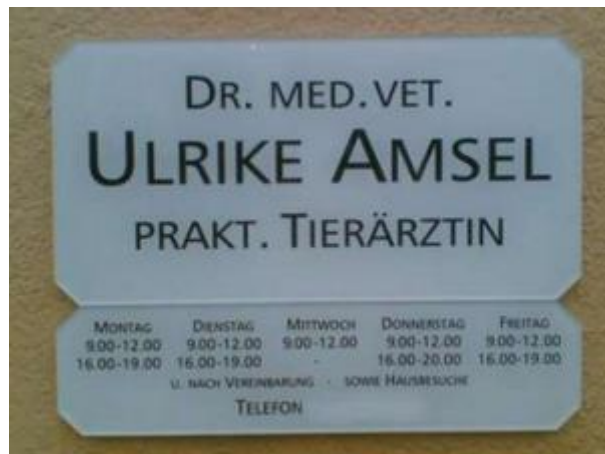 DR. MED. VET.
ULRIKE AMSEL
PRAKT. TIERÄRZTIN
MONTAG DIENSTAG MITTWOCH DONNERSTAG FREITAG
9.00-12.00 9.00-12.00 9.00-12.00 9.00-12.00 9.00-12.00
16.00-19.00 16.00-19.00 - 16.00-20.00 16.00-19.00
U. NACH VEREINBARUNG - SOWIE HAUSBESUCHE
TELEFON